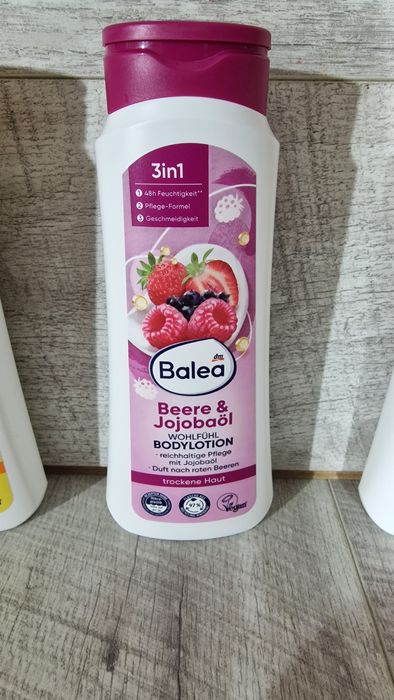 3in1
1 48h Feuchtigkeit**
2 Pflege-Formel
3 Geschmeidigkeit
dm
Balea
Beere &
Jojobaöl
WOHLFÜHL
BODYLOTION
· reichhaltige Pflege
mit Jojobaöl
· Duft nach roten Beeren
trockene Haut
97%
Vegan